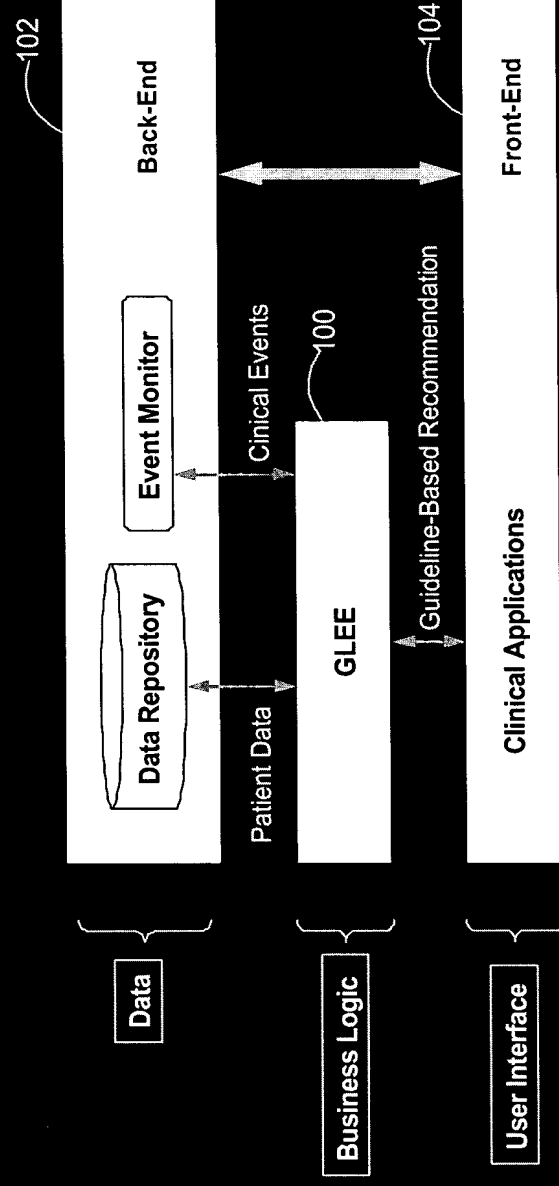 102
Data
Data Repository
Event Monitor
Back-End
Patient Data
Cinical Events
Business Logic
GLEE
100
Guideline-Based Recommendation
104
User Interface
Clinical Applications
Front-End